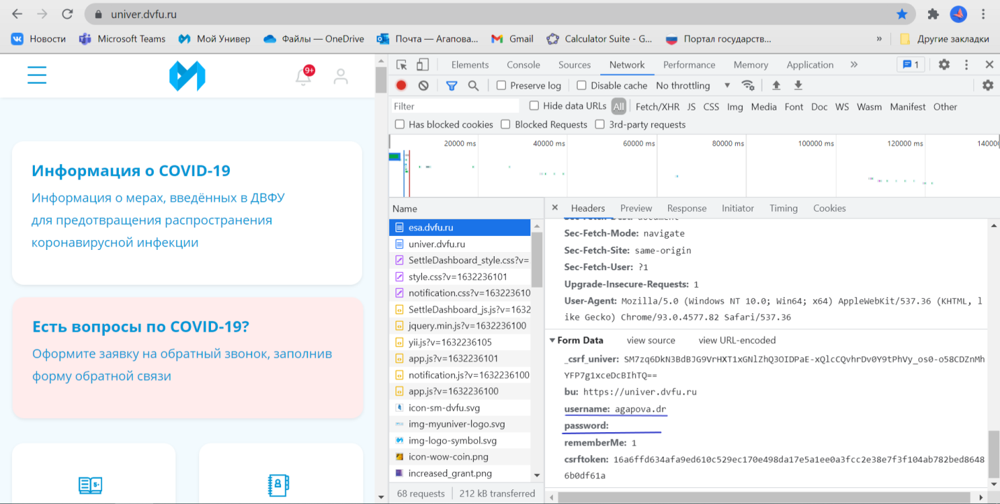 univer.dvfu.ru
Новости
Microsoft Teams
Мой Универ
Файлы — OneDrive
Почта — Агапова...
Gmail
Calculator Suite - G...
Портал государств...
»
Другие закладки
9+
Информация о COVID-19
Информация о мерах, введённых в ДВФУ
для предотвращения распространения
коронавирусной инфекции
Есть вопросы по COVID-19?
Оформите заявку на обратный звонок, заполнив
форму обратной связи
5+
Elements Console Sources Network Performance Memory Application » 1
Preserve log Disable cache No throttling
Filter Hide data URLs All Fetch/XHR JS CSS Img Media Font Doc WS Wasm Manifest Other
Has blocked cookies Blocked Requests 3rd-party requests
20000 ms 40000 ms 60000 ms 80000 ms 100000 ms 120000 ms 14000
Name
esa.dvfu.ru
univer.dvfu.ru
SettleDashboard_style.css?v=
style.css?v=1632236101
notification.css?v=163223610
SettleDashboard_js.js?v=1632
jquery.min.js?v=1632236100
yii.js?v=1632236105
app.js?v=1632236101
notification.js?v=1632236100
app.js?v=1632236100
icon-sm-dvfu.svg
img-myuniver-logo.svg
img-logo-symbol.svg
icon-wow-coin.png
increased_grant.png
68 requests 212 kB transferred
Headers Preview Response Initiator Timing Cookies
Sec-Fetch-Dest: document
Sec-Fetch-Mode: navigate
Sec-Fetch-Site: same-origin
Sec-Fetch-User: ?1
Upgrade-Insecure-Requests: 1
User-Agent: Mozilla/5.0 (Windows NT 10.0; Win64; x64) AppleWebKit/537.36 (KHTML, l
ike Gecko) Chrome/93.0.4577.82 Safari/537.36
Form Data view source view URL-encoded
_csrf_univer: SM7zq6DkN3BdBJG9VrHXT1xGNlZhQ3OIDPaE-xQlcCQvhrDv0Y9tPhVy_os0-o58CDZnMh
YFP7g1xceDcBIhTQ==
bu: https://univer.dvfu.ru
username: agapova.dr
password:
rememberMe: 1
csrftoken: 16a6ffd634afa9ed610c529ec170e498da17e5a1ee0a3fcc2e38e7f3f104ab782bed8648
6b0df61a